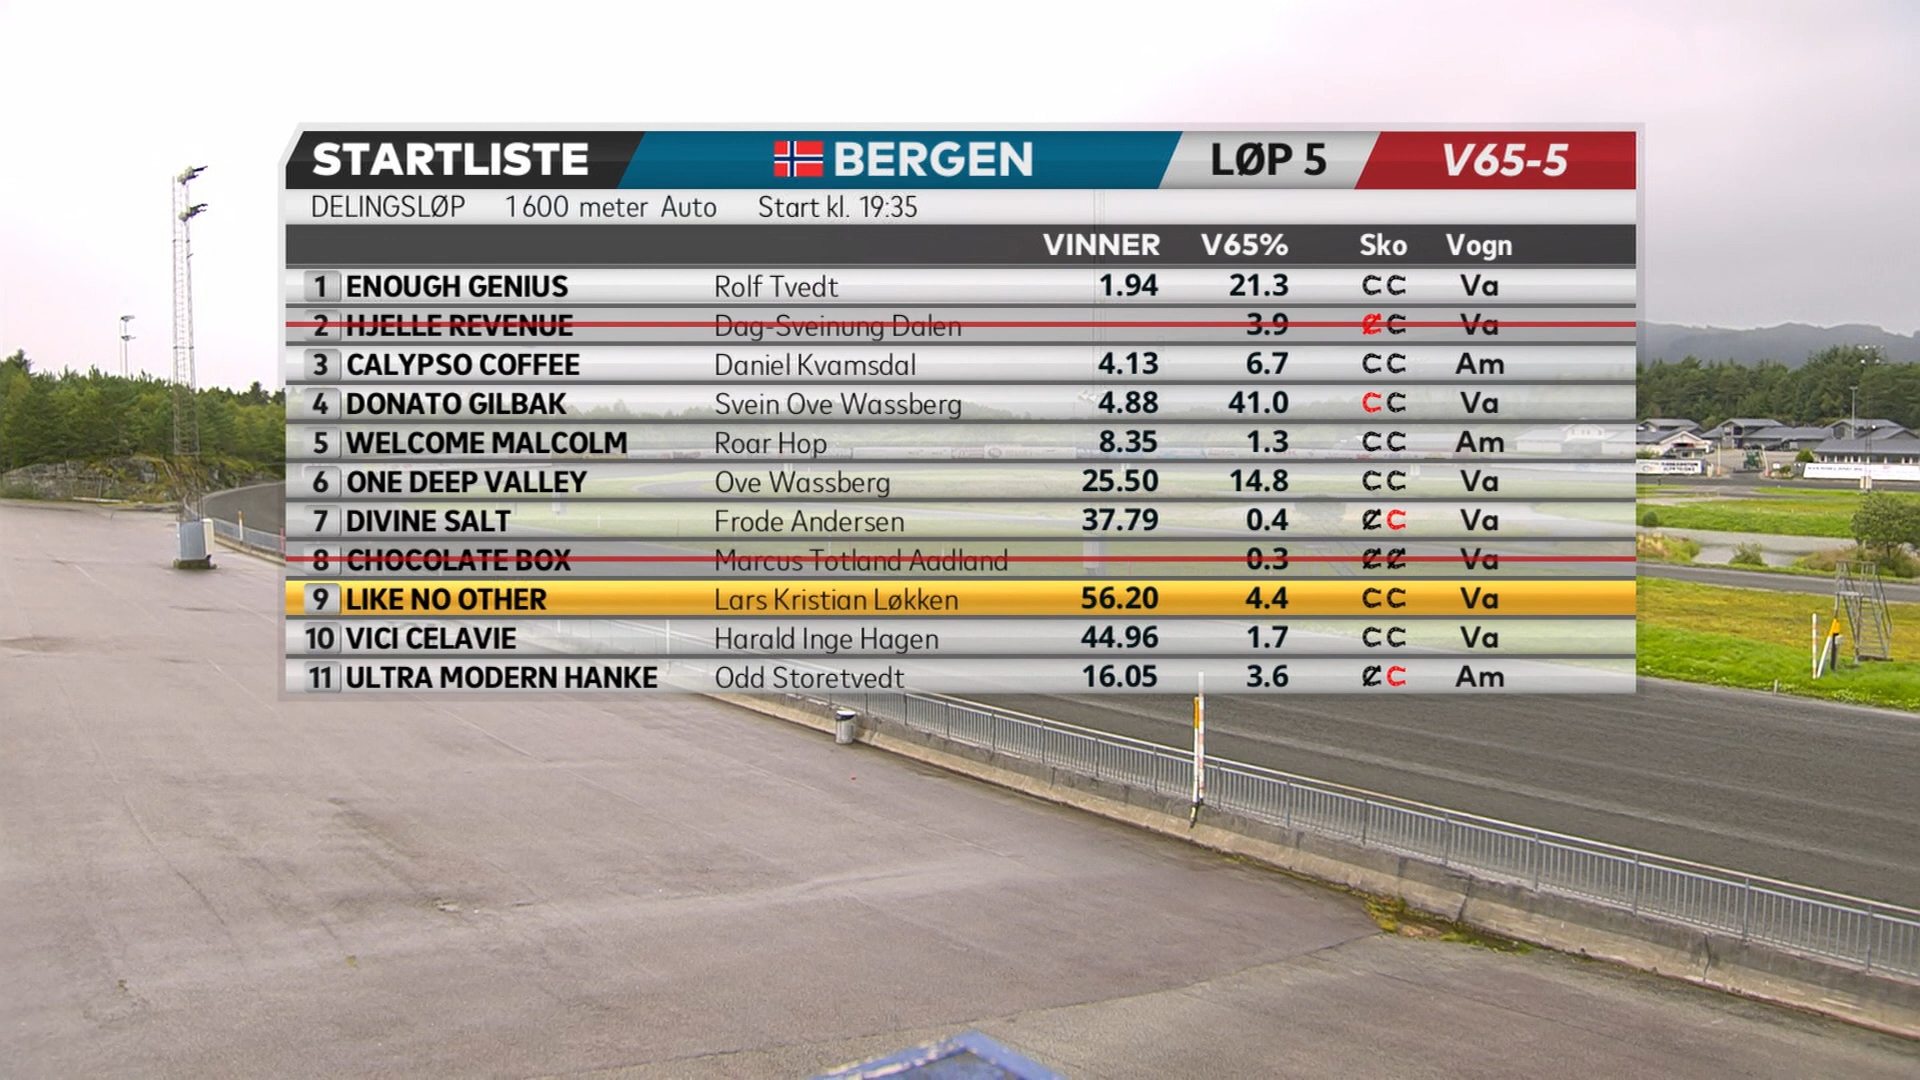 STARTLISTE BERGEN LØP 5 V65-5
DELINGSLØP 1600 meter Auto Start kl. 19:35
VINNER V65% Sko Vogn
1 ENOUGH GENIUS Rolf Tvedt 1.94 21.3 C C Va
2 HJELLE REVENUE Dag-Sveinung Dalen 3.9 C C Va
3 CALYPSO COFFEE Daniel Kvamsdal 4.13 6.7 C C Am
4 DONATO GILBAK Svein Ove Wassberg 4.88 41.0 C C Va
5 WELCOME MALCOLM Roar Hop 8.35 1.3 C C Am
6 ONE DEEP VALLEY Ove Wassberg 25.50 14.8 C C Va
7 DIVINE SALT Frode Andersen 37.79 0.4 C C Va
8 CHOCOLATE BOX Marcus Totland Aadland 0.3 C C Va
9 LIKE NO OTHER Lars Kristian Løkken 56.20 4.4 C C Va
10 VICI CELAVIE Harald Inge Hagen 44.96 1.7 C C Va
11 ULTRA MODERN HANKE Odd Storetvedt 16.05 3.6 C C Am